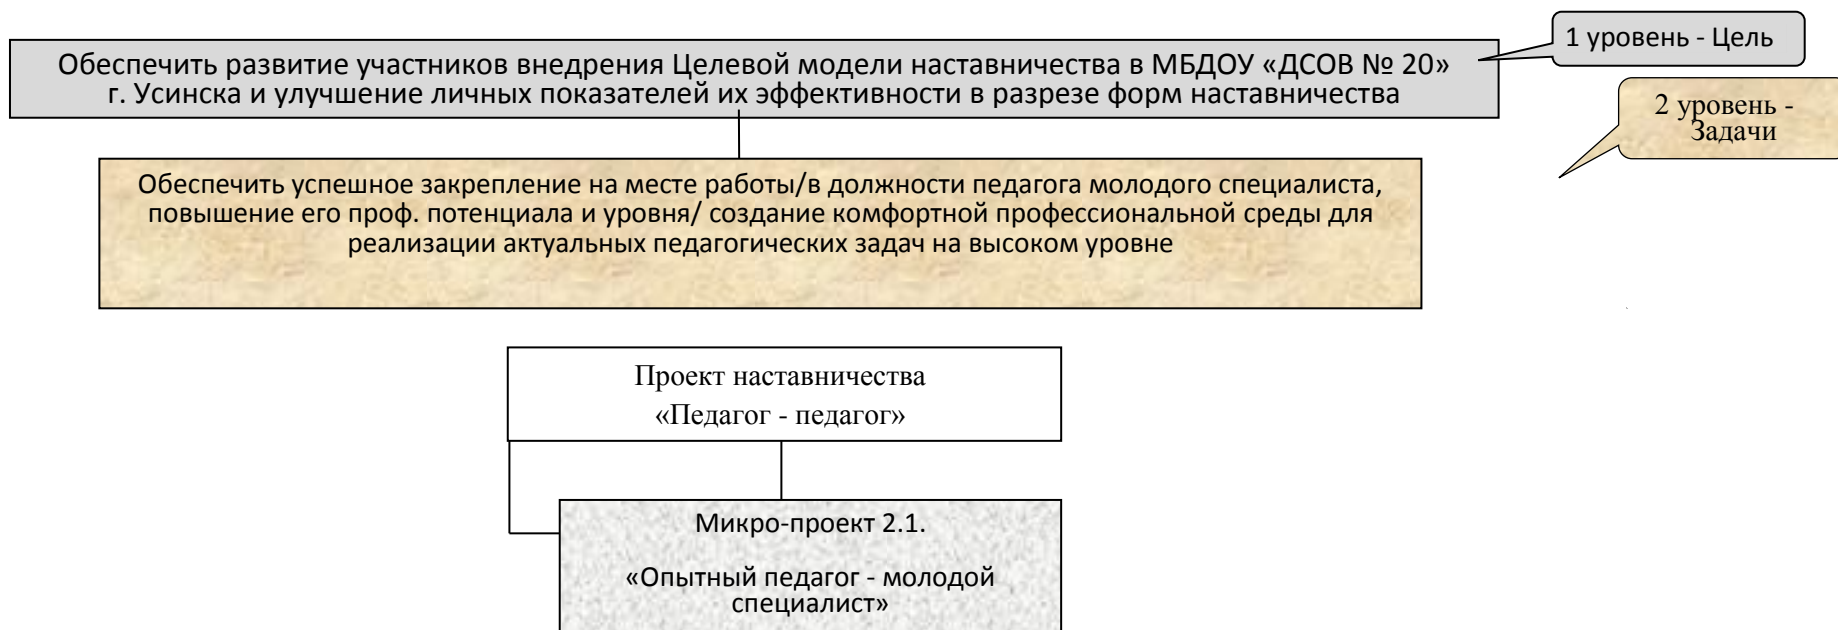 1 уровень - Цель
Обеспечить развитие участников внедрения Целевой модели наставничества в МБДОУ «ДСОВ № 20»
г. Усинска и улучшение личных показателей их эффективности в разрезе форм наставничества
2 уровень -
Задачи
Обеспечить успешное закрепление на месте работы/в должности педагога молодого специалиста,
повышение его проф. потенциала и уровня/ создание комфортной профессиональной среды для
реализации актуальных педагогических задач на высоком уровне
Проект наставничества
«Педагог - педагог»
Микро-проект 2.1.
«Опытный педагог - молодой
специалист»